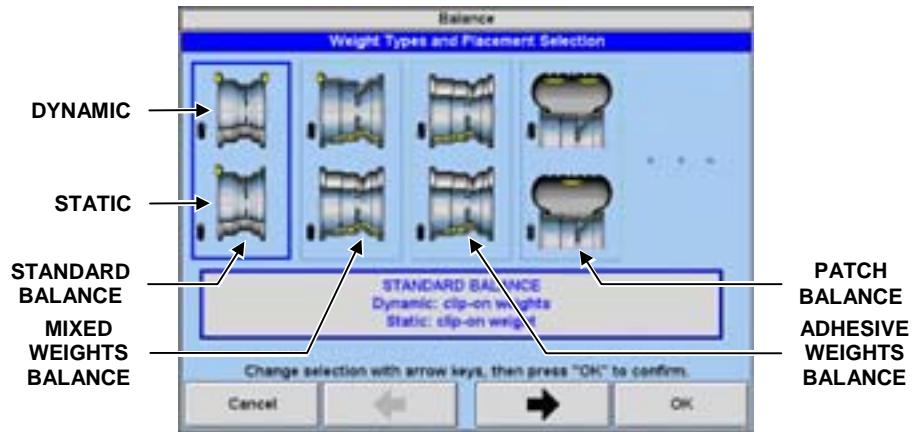 Balance
Weight Types and Placement Selection
DYNAMIC
STATIC
STANDARD
BALANCE
MIXED
WEIGHTS
BALANCE
STANDARD BALANCE
Dynamic: clip-on weights
Static: clip-on weight
PATCH
BALANCE
ADHESIVE
WEIGHTS
BALANCE
Change selection with arrow keys, then press "OK" to confirm.
Cancel
OK